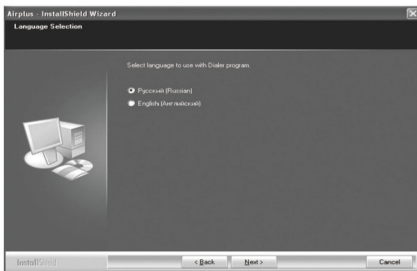 Airplus - InstallShield Wizard
Language Selection
Select language to use with Dialer program.
Русский (Russian)
English (Английский)
InstallShield
< Back
Next >
Cancel